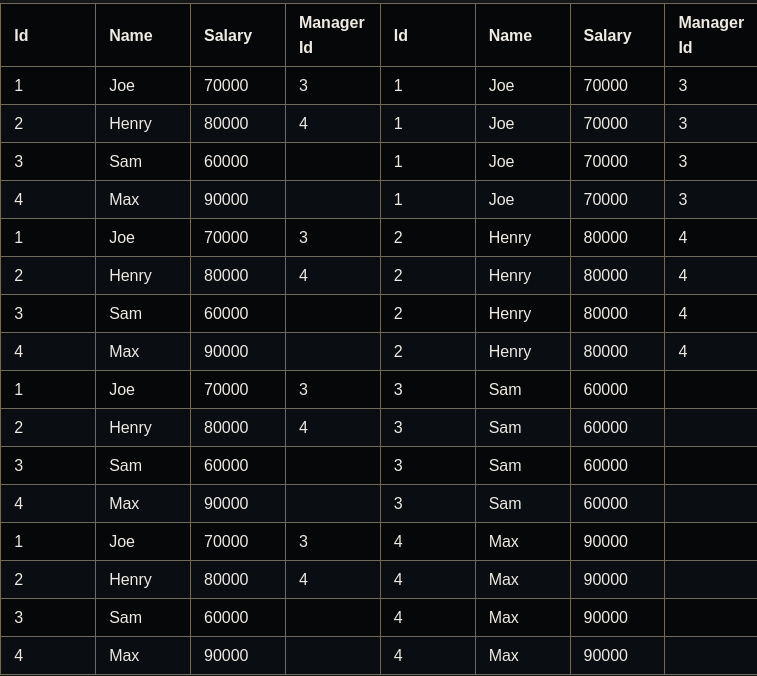 Id Name Salary Manager Id Id Name Salary Manager Id
1 Joe 70000 3 1 Joe 70000 3
2 Henry 80000 4 1 Joe 70000 3
3 Sam 60000 1 Joe 70000 3
4 Max 90000 1 Joe 70000 3
1 Joe 70000 3 2 Henry 80000 4
2 Henry 80000 4 2 Henry 80000 4
3 Sam 60000 2 Henry 80000 4
4 Max 90000 2 Henry 80000 4
1 Joe 70000 3 3 Sam 60000
2 Henry 80000 4 3 Sam 60000
3 Sam 60000 3 Sam 60000
4 Max 90000 3 Sam 60000
1 Joe 70000 3 4 Max 90000
2 Henry 80000 4 4 Max 90000
3 Sam 60000 4 Max 90000
4 Max 90000 4 Max 90000